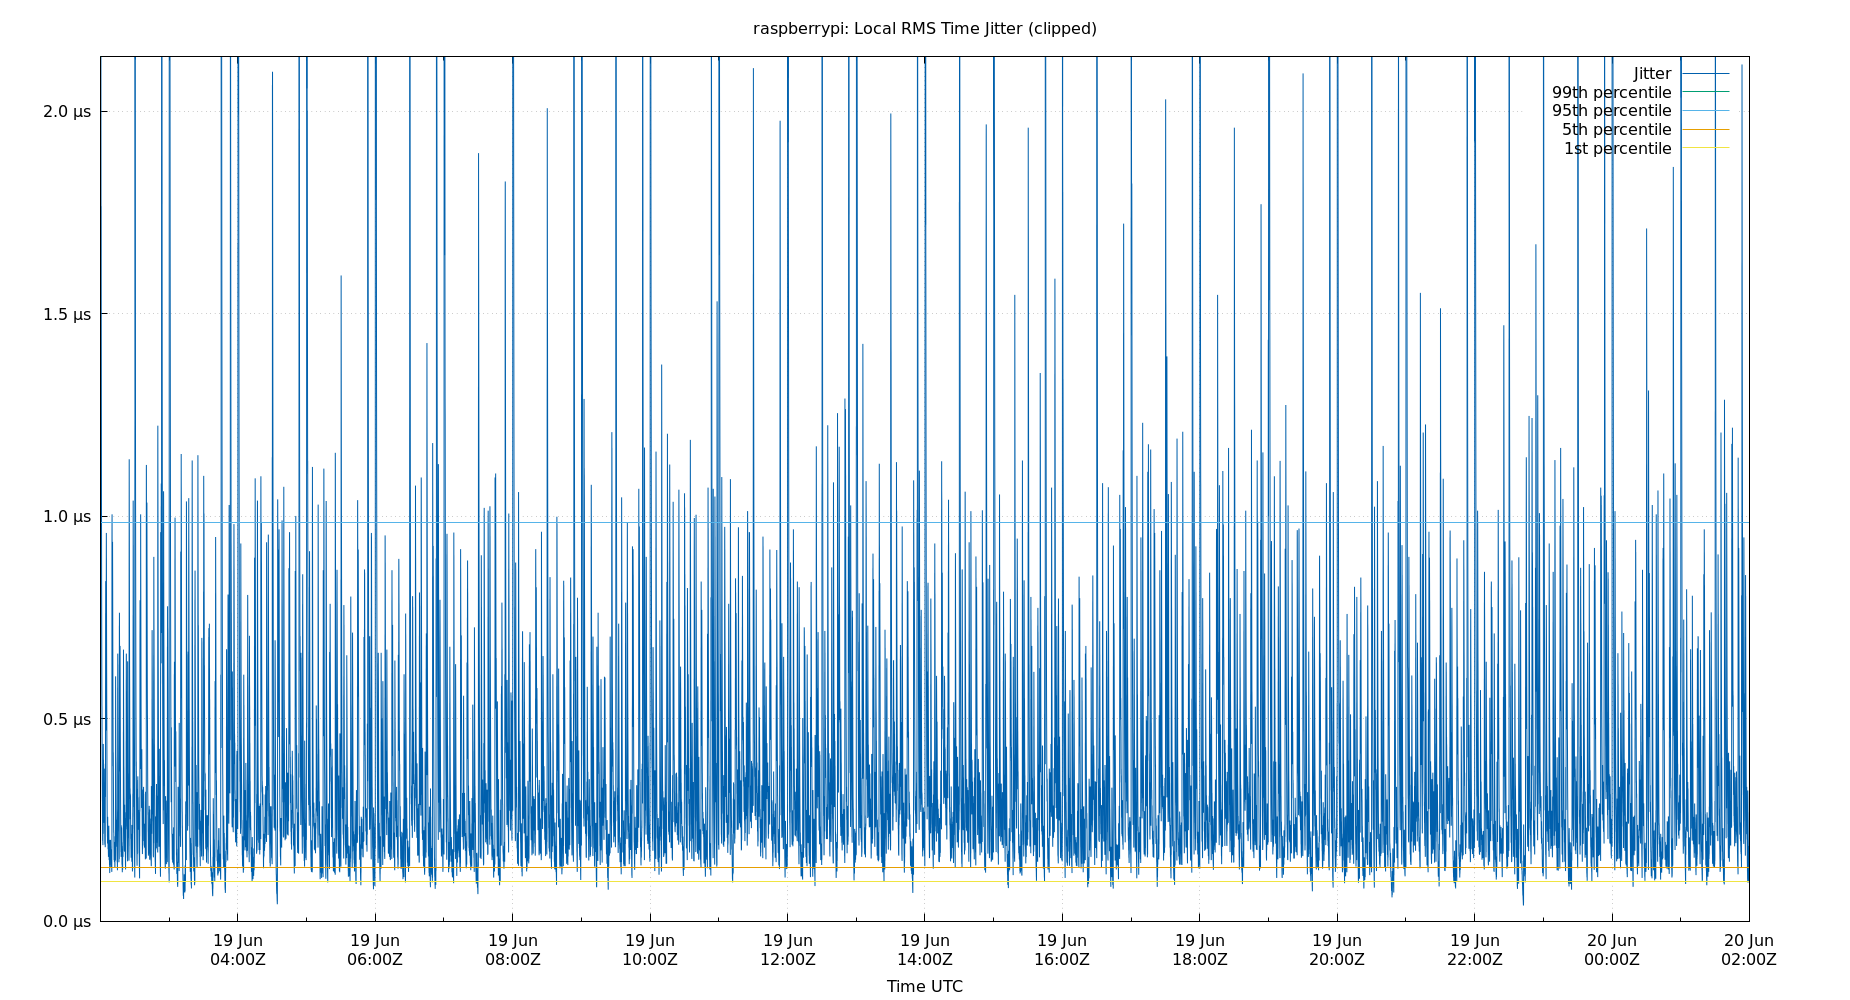 raspberrypi: Local RMS Time Jitter (clipped)
Jitter
99th percentile
95th percentile
5th percentile
1st percentile
2.0 µs
1.5 µs
1.0 µs
0.5 µs
0.0 µs
19 Jun 19 Jun 19 Jun 19 Jun 19 Jun 19 Jun 19 Jun 19 Jun 19 Jun 19 Jun 20 Jun 20 Jun
04:00Z 06:00Z 08:00Z 10:00Z 12:00Z 14:00Z 16:00Z 18:00Z 20:00Z 22:00Z 00:00Z 02:00Z
Time UTC